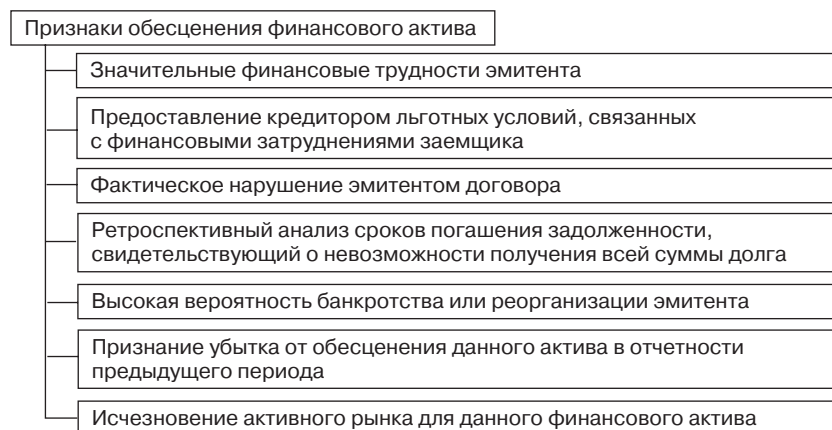 Признаки обесценения финансового актива
Значительные финансовые трудности эмитента
Предоставление кредитором льготных условий, связанных
с финансовыми затруднениями заемщика
Фактическое нарушение эмитентом договора
Ретроспективный анализ сроков погашения задолженности,
свидетельствующий о невозможности получения всей суммы долга
Высокая вероятность банкротства или реорганизации эмитента
Признание убытка от обесценения данного актива в отчетности
предыдущего периода
Исчезновение активного рынка для данного финансового актива